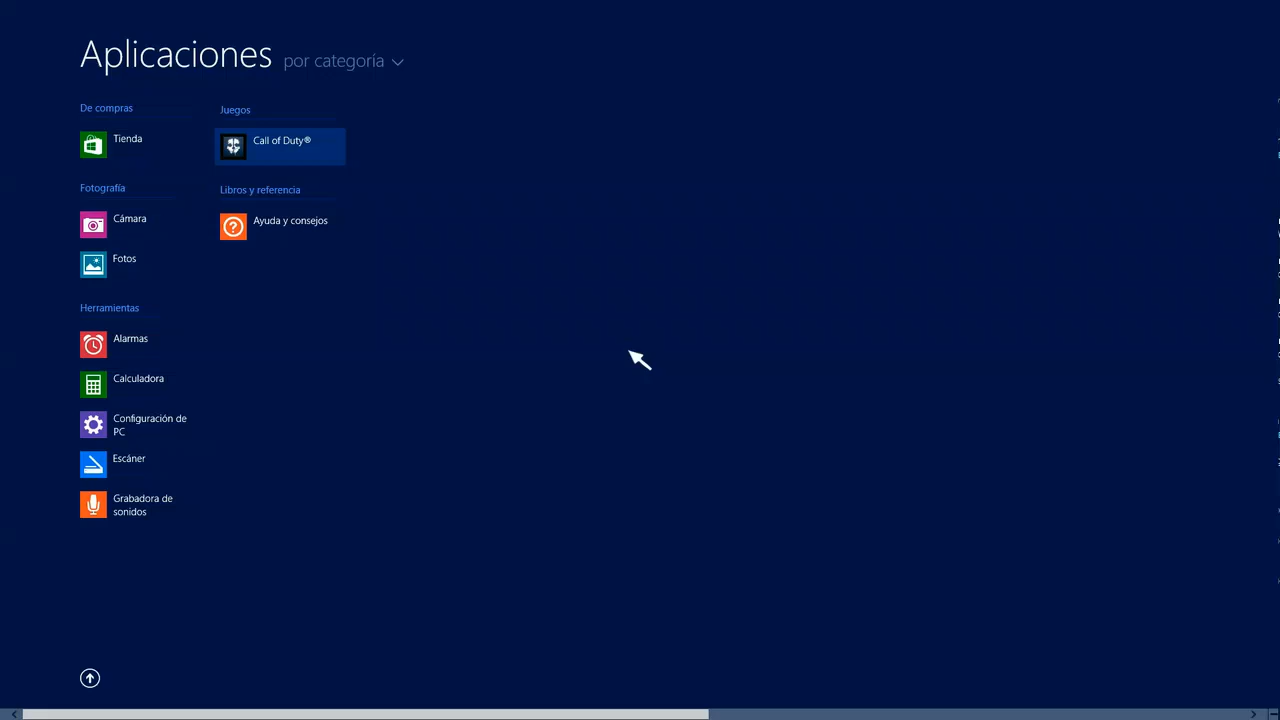 Aplicaciones por categoría
De compras
Tienda
Fotografía
Cámara
Fotos
Herramientas
Alarmas
Calculadora
Configuración de
PC
Escáner
Grabadora de
sonidos
Juegos
Call of Duty®
Libros y referencia
Ayuda y consejos